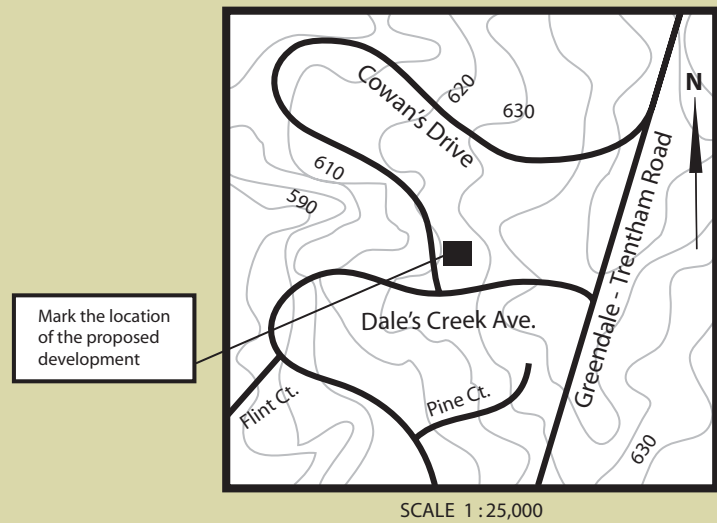 Cowan's Drive
620
630
N
610
590
Greendale - Trentham Road
Mark the location
of the proposed
development
Dale's Creek Ave.
Flint Ct.
Pine Ct.
630
SCALE 1 : 25,000